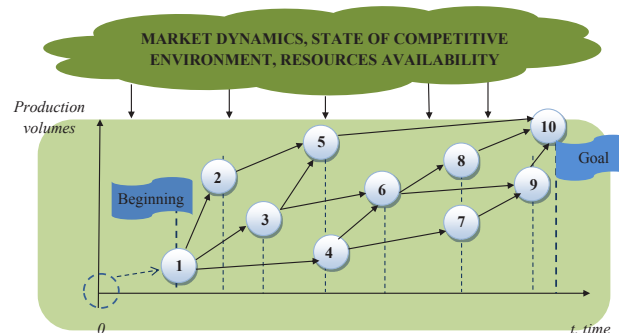 MARKET DYNAMICS, STATE OF COMPETITIVE
ENVIRONMENT, RESOURCES AVAILABILITY
Production
volumes
10
5
Goal
8
2
9
Beginning
6
3
7
4
1
0
t, time